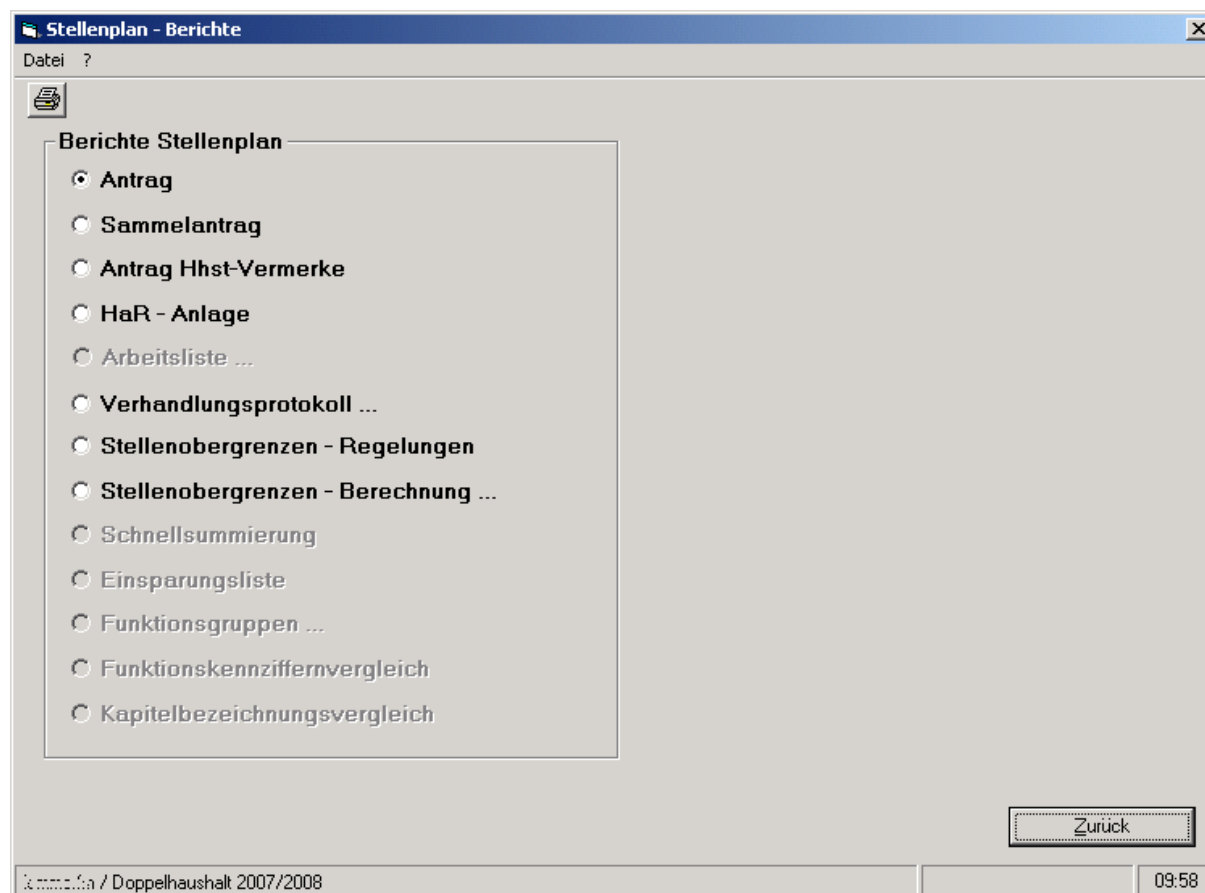 Stellenplan - Berichte
Datei ?
Berichte Stellenplan
Antrag
Sammelantrag
Antrag Hhst-Vermerke
HaR - Anlage
Arbeitsliste ...
Verhandlungsprotokoll ...
Stellenobergrenzen - Regelungen
Stellenobergrenzen - Berechnung ...
Schnellsummierung
Einsparungsliste
Funktionsgruppen ...
Funktionskennziffernvergleich
Kapitelbezeichnungsvergleich
Zurück
/ Doppelhaushalt 2007/2008
09:58